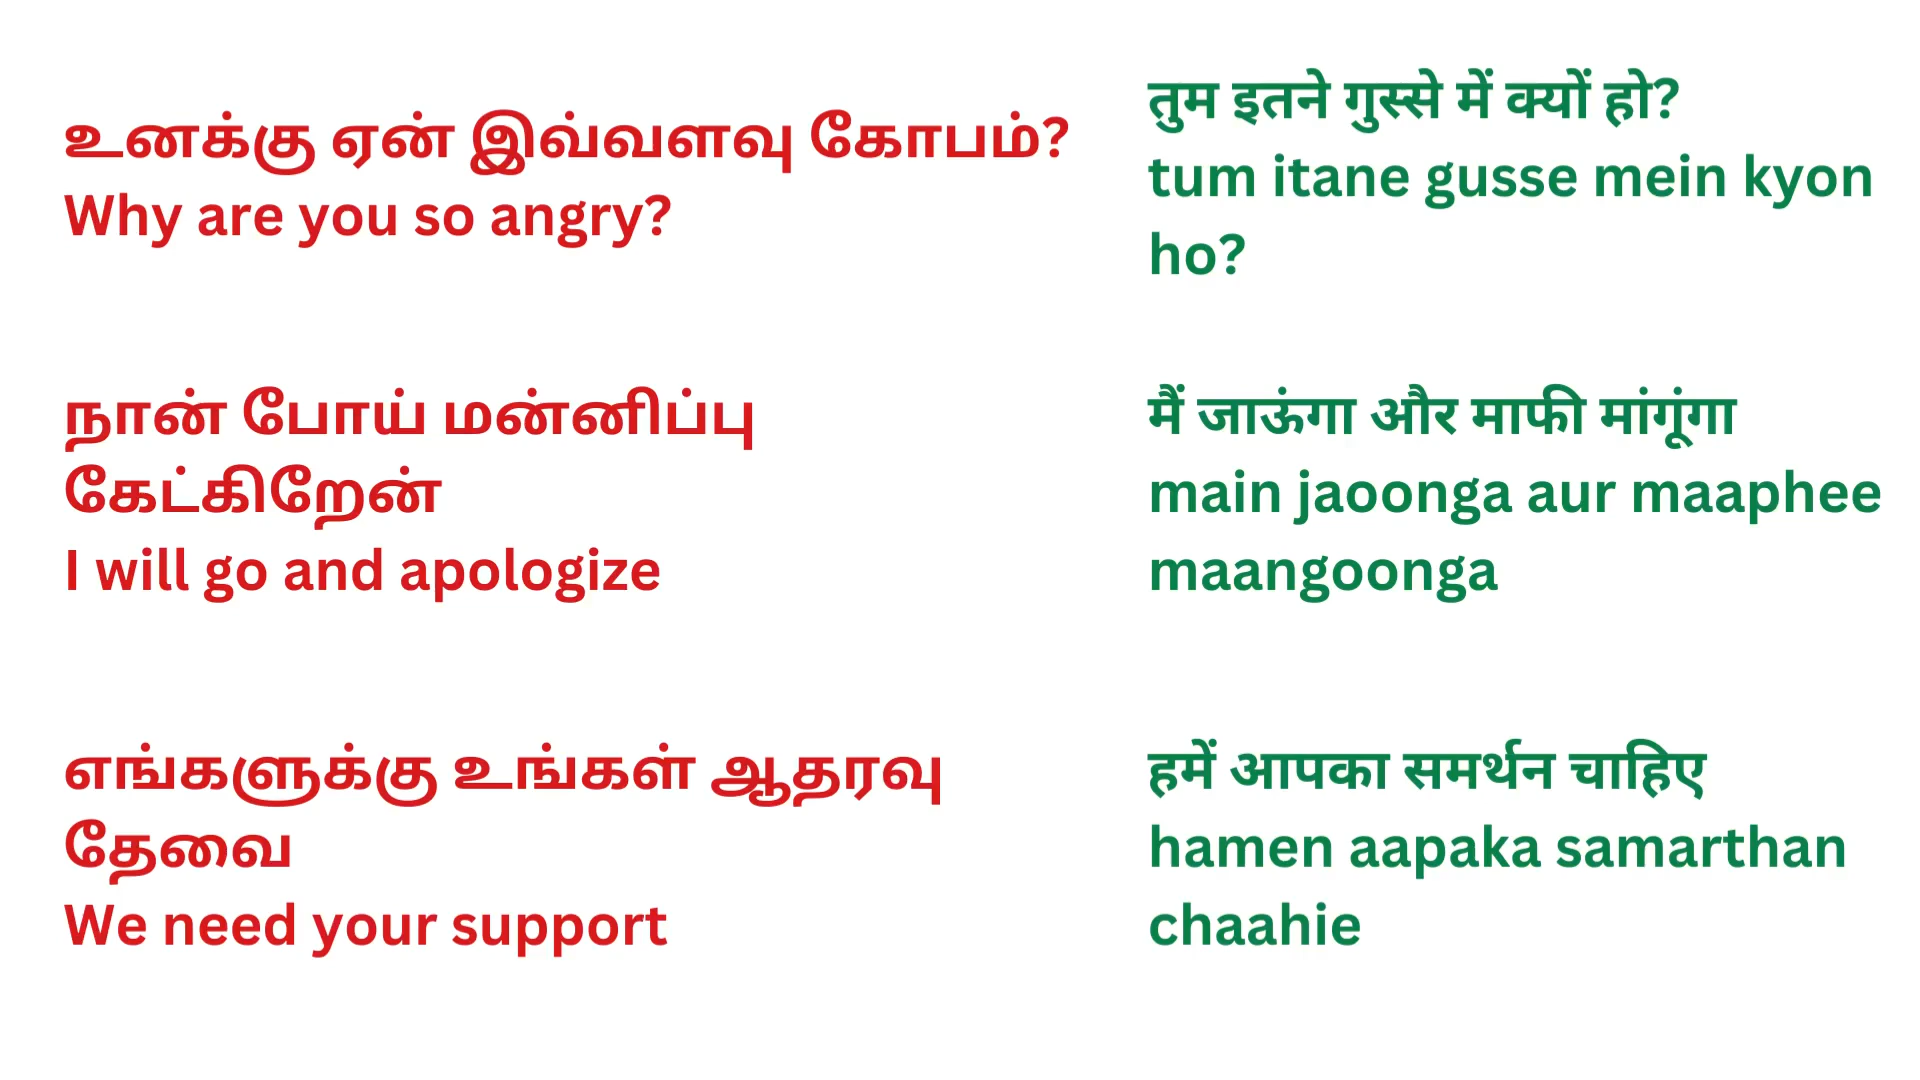 உனக்கு ஏன் இவ்வளவு கோபம்?
Why are you so angry?
तुम इतने गुस्से में क्यों हो?
tum itane gusse mein kyon
ho?
நான் போய் மன்னிப்பு
கேட்கிறேன்
I will go and apologize
मैं जाऊंगा और माफी मांगूंगा
main jaoonga aur maaphee
maangoonga
எங்களுக்கு உங்கள் ஆதரவு
தேவை
We need your support
हमें आपका समर्थन चाहिए
hamen aapaka samarthan
chaahie